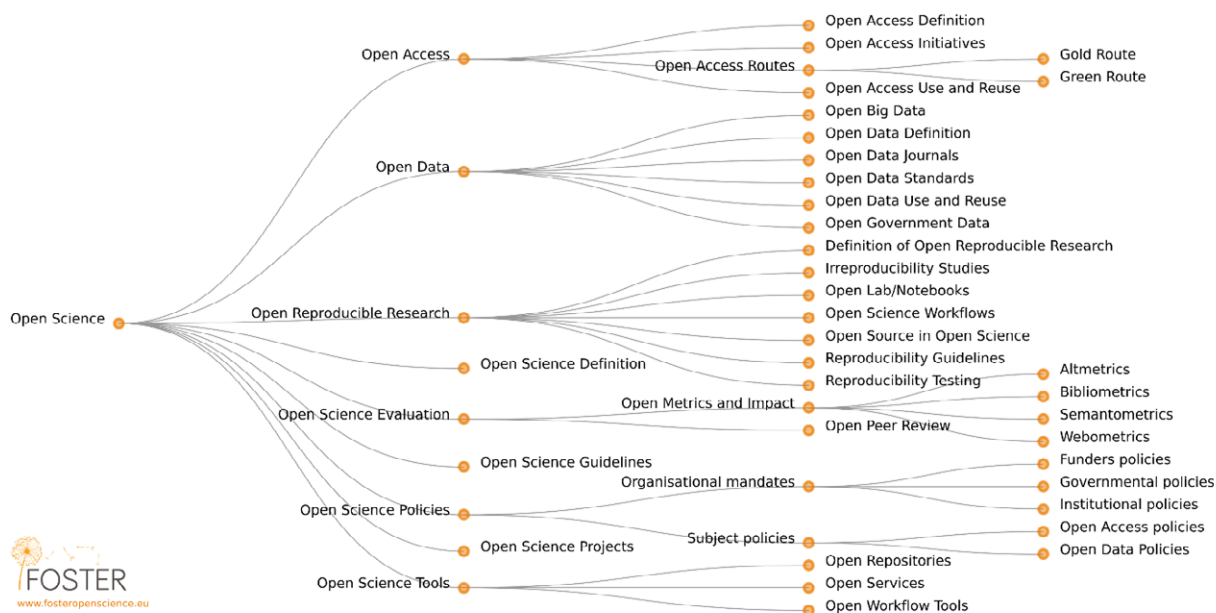 Open Science
Open Access
Open Access Definition
Open Access Initiatives
Open Access Routes
Gold Route
Green Route
Open Access Use and Reuse
Open Data
Open Big Data
Open Data Definition
Open Data Journals
Open Data Standards
Open Data Use and Reuse
Open Government Data
Open Reproducible Research
Definition of Open Reproducible Research
Irreproducibility Studies
Open Lab/Notebooks
Open Science Workflows
Open Source in Open Science
Reproducibility Guidelines
Reproducibility Testing
Open Science Definition
Open Science Evaluation
Open Metrics and Impact
Altmetrics
Bibliometrics
Semantometrics
Webometrics
Open Peer Review
Open Science Guidelines
Open Science Policies
Organisational mandates
Funders policies
Governmental policies
Institutional policies
Subject policies
Open Access policies
Open Data Policies
Open Science Projects
Open Science Tools
Open Repositories
Open Services
Open Workflow Tools
FOSTER
www.fosteropenscience.eu